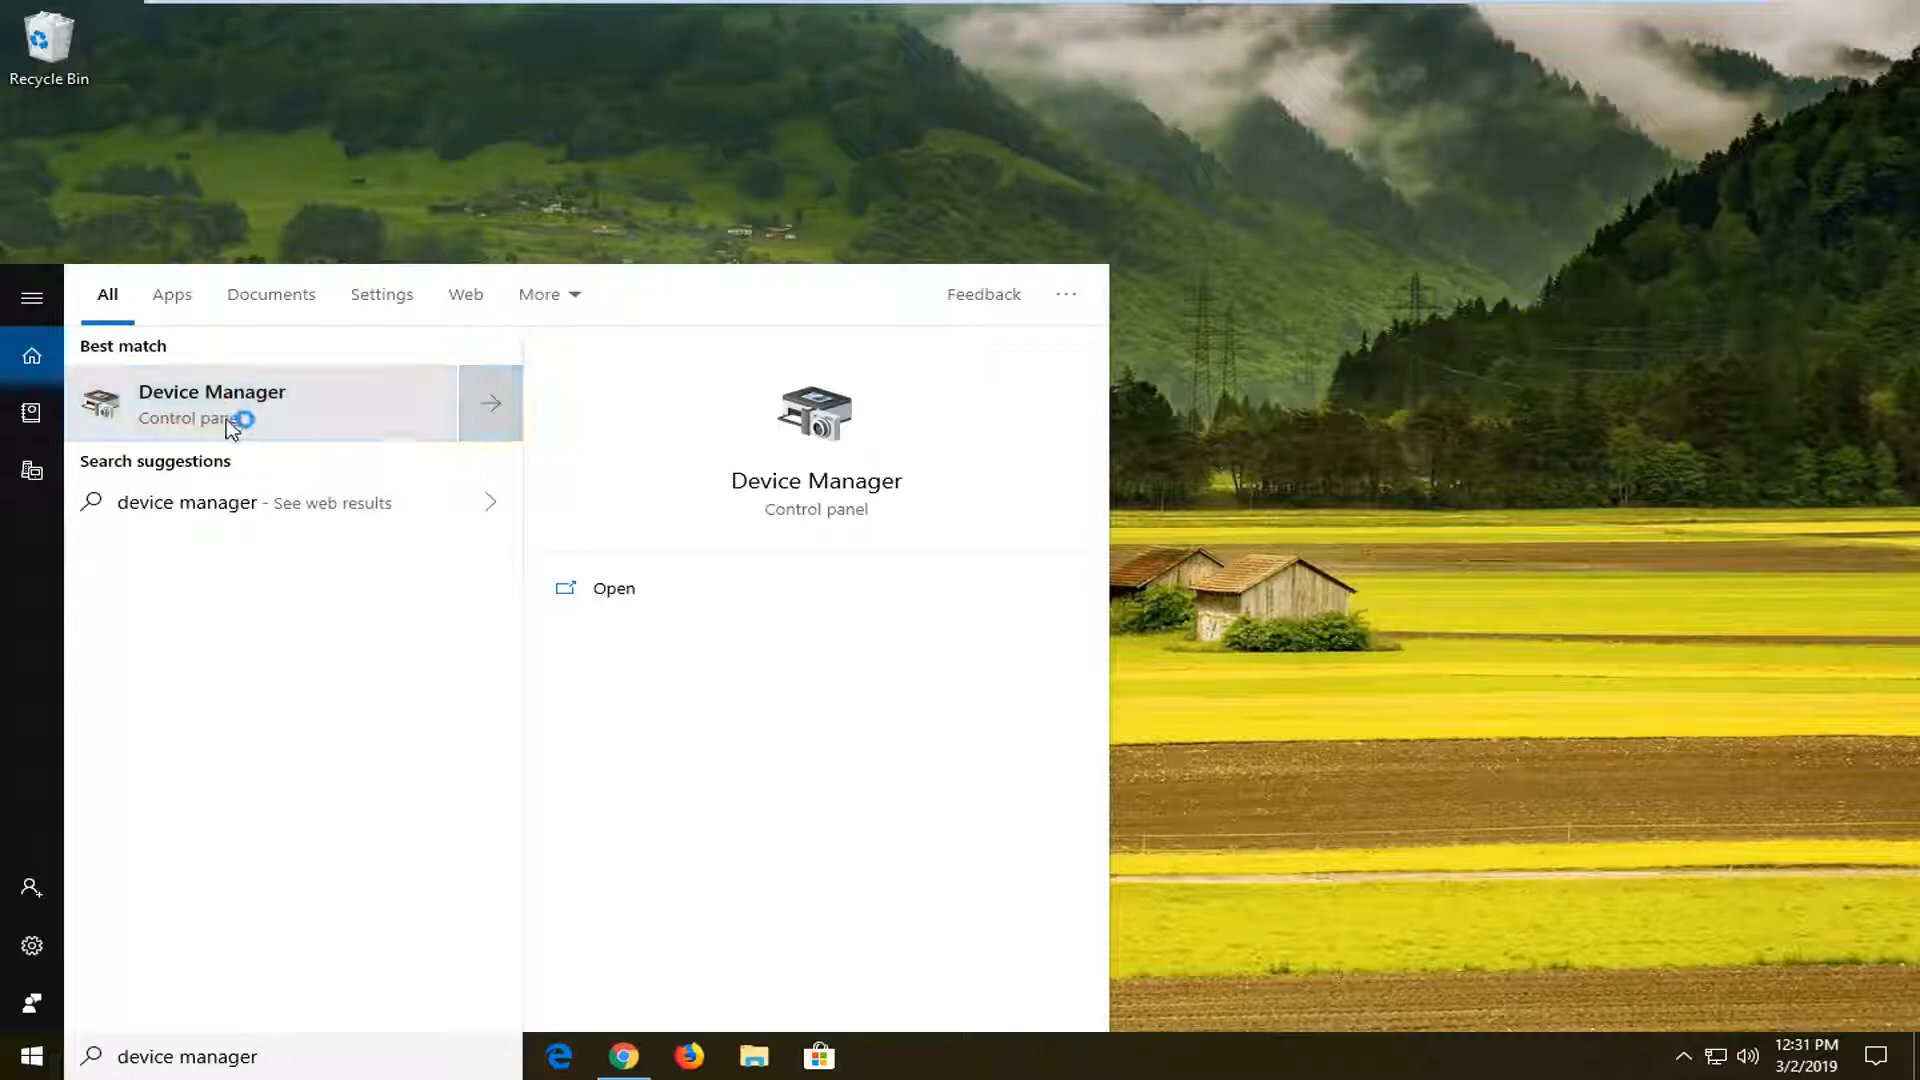 Recycle Bin
All Apps Documents Settings Web More Feedback ...
Best match
Device Manager
Control panel
Search suggestions
device manager - See web results
Device Manager
Control panel
Open
device manager
12:31 PM
3/2/2019